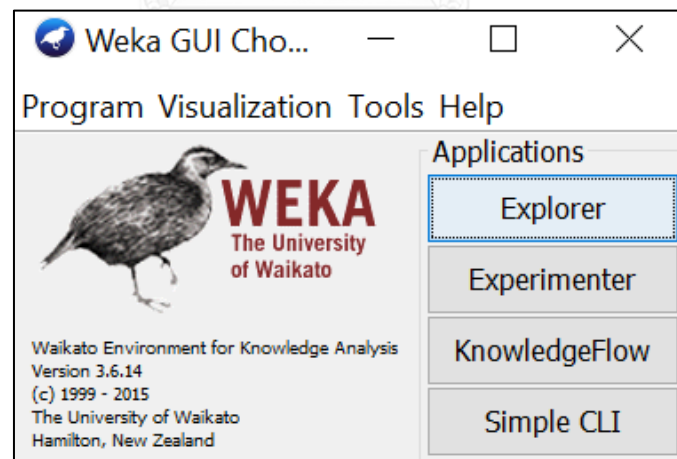 Weka GUI Cho...
Program Visualization Tools Help
WEKA
The University
of Waikato
Waikato Environment for Knowledge Analysis
Version 3.6.14
(c) 1999 - 2015
The University of Waikato
Hamilton, New Zealand
Applications
Explorer
Experimenter
KnowledgeFlow
Simple CLI